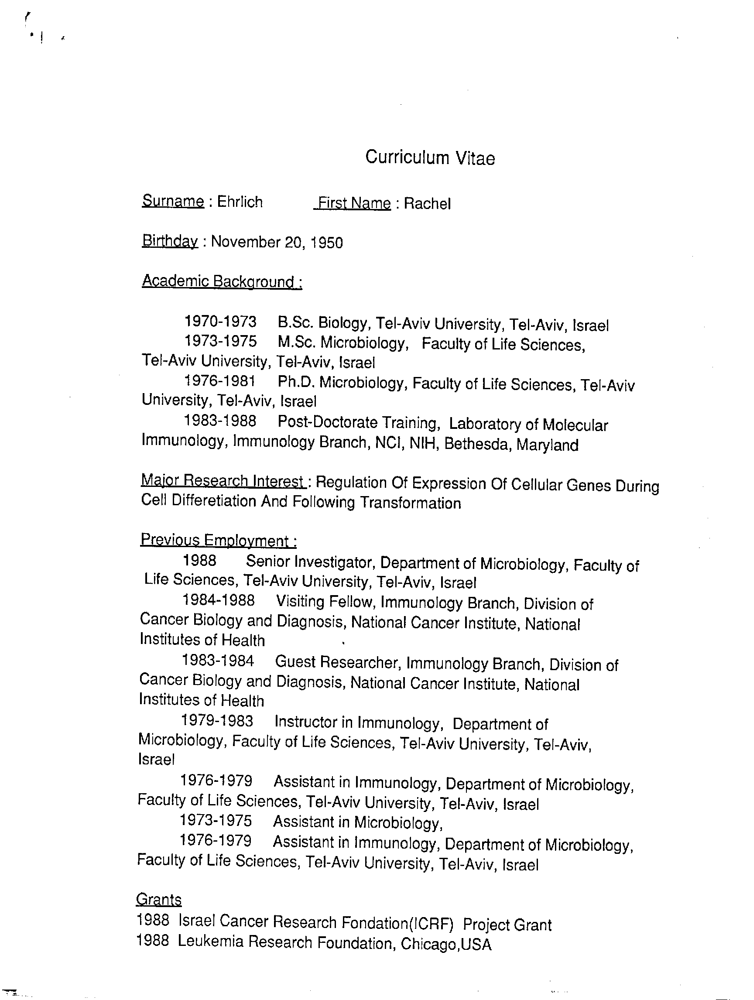 Curriculum Vitae
Surname : Ehrlich First Name : Rachel
Birthday : November 20, 1950
Academic Background :
1970-1973 B.Sc. Biology, Tel-Aviv University, Tel-Aviv, Israel
1973-1975 M.Sc. Microbiology, Faculty of Life Sciences,
Tel-Aviv University, Tel-Aviv, Israel
1976-1981 Ph.D. Microbiology, Faculty of Life Sciences, Tel-Aviv
University, Tel-Aviv, Israel
1983-1988 Post-Doctorate Training, Laboratory of Molecular
Immunology, Immunology Branch, NCI, NIH, Bethesda, Maryland
Major Research Interest : Regulation Of Expression Of Cellular Genes During
Cell Differetiation And Following Transformation
Previous Employment :
1988 Senior Investigator, Department of Microbiology, Faculty of
Life Sciences, Tel-Aviv University, Tel-Aviv, Israel
1984-1988 Visiting Fellow, Immunology Branch, Division of
Cancer Biology and Diagnosis, National Cancer Institute, National
Institutes of Health
1983-1984 Guest Researcher, Immunology Branch, Division of
Cancer Biology and Diagnosis, National Cancer Institute, National
Institutes of Health
1979-1983 Instructor in Immunology, Department of
Microbiology, Faculty of Life Sciences, Tel-Aviv University, Tel-Aviv,
Israel
1976-1979 Assistant in Immunology, Department of Microbiology,
Faculty of Life Sciences, Tel-Aviv University, Tel-Aviv, Israel
1973-1975 Assistant in Microbiology,
1976-1979 Assistant in Immunology, Department of Microbiology,
Faculty of Life Sciences, Tel-Aviv University, Tel-Aviv, Israel
Grants
1988 Israel Cancer Research Fondation(ICRF) Project Grant
1988 Leukemia Research Foundation, Chicago,USA